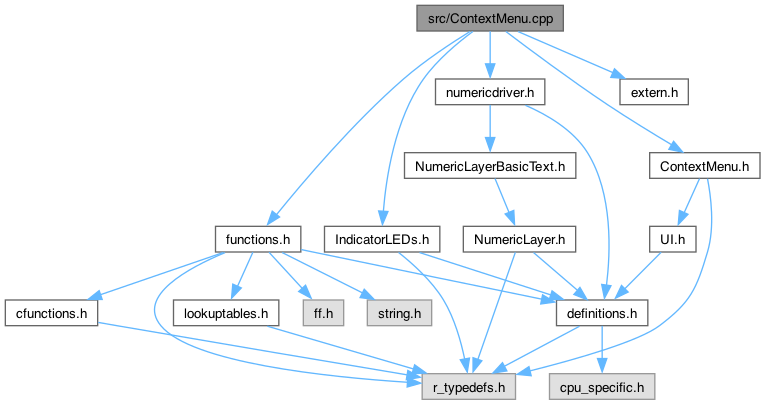 src/ContextMenu.cpp
numericdriver.h
extern.h
NumericLayerBasicText.h
ContextMenu.h
functions.h
IndicatorLEDs.h
NumericLayer.h
UI.h
cfunctions.h
lookuptables.h
ff.h
string.h
definitions.h
r_typedefs.h
cpu_specific.h